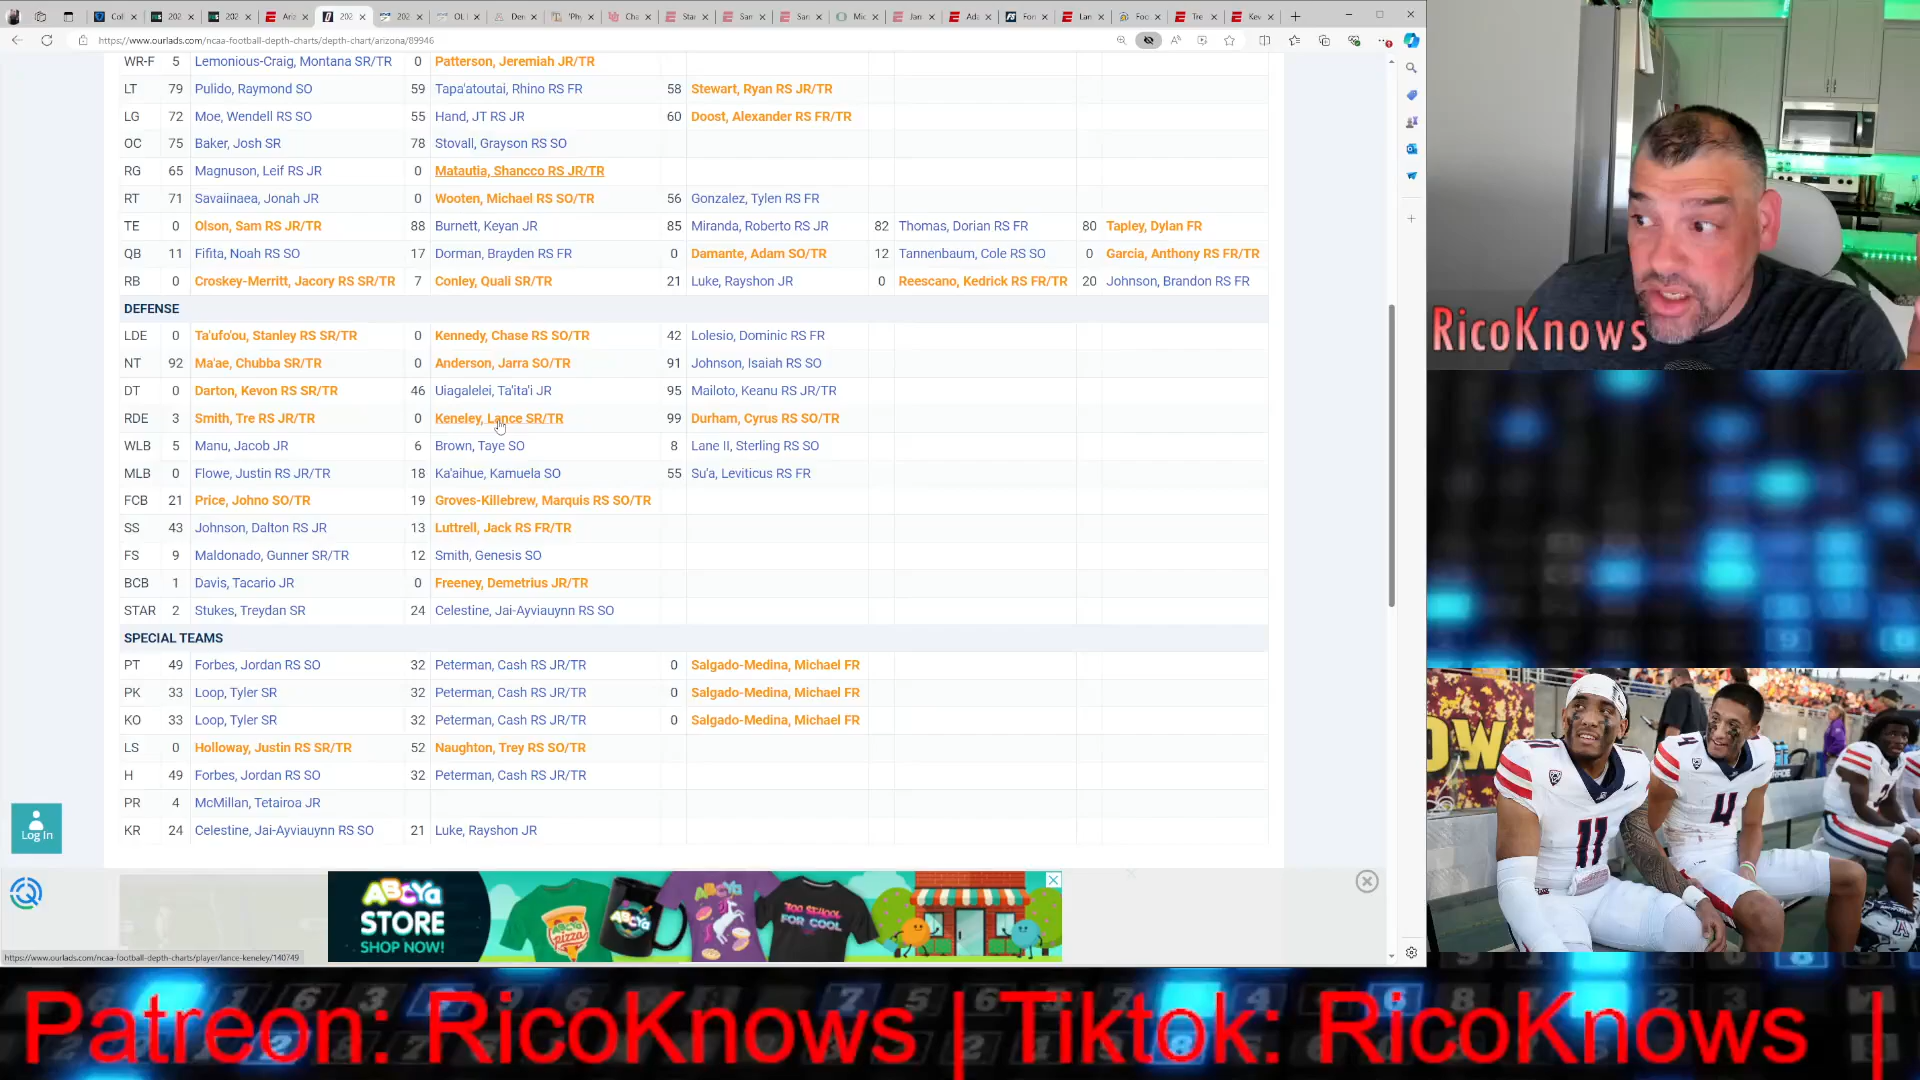 Col
202
202
Ariz
202
202
OL
Den
'Ph
Cha
Sta
San
San
Mic
Jan
Ada
Fon
Lan
Foo
Tre
Kev
https://www.ourlads.com/ncaa-football-depth-charts/depth-chart/arizona/89946
WR-F 5 Lemonious-Craig, Montana SR/TR 0 Patterson, Jeremiah JR/TR
LT 79 Pulido, Raymond SO 59 Tapa'atoutai, Rhino RS FR 58 Stewart, Ryan RS JR/TR
LG 72 Moe, Wendell RS SO 55 Hand, JT RS JR 60 Doost, Alexander RS FR/TR
OC 75 Baker, Josh SR 78 Stovall, Grayson RS SO
RG 65 Magnuson, Leif RS JR 0 Matautia, Shancco RS JR/TR
RT 71 Savaiinaea, Jonah JR 0 Wooten, Michael RS SO/TR 56 Gonzalez, Tylen RS FR
TE 0 Olson, Sam RS JR/TR 88 Burnett, Keyan JR 85 Miranda, Roberto RS JR 82 Thomas, Dorian RS FR 80 Tapley, Dylan FR
QB 11 Fifita, Noah RS SO 17 Dorman, Brayden RS FR 0 Damante, Adam SO/TR 12 Tannenbaum, Cole RS SO 0 Garcia, Anthony RS FR/TR
RB 0 Croskey-Merritt, Jacory RS SR/TR 7 Conley, Quali SR/TR 21 Luke, Rayshon JR 0 Reescano, Kedrick RS FR/TR 20 Johnson, Brandon RS FR
DEFENSE
LDE 0 Ta'ufo'ou, Stanley RS SR/TR 0 Kennedy, Chase RS SO/TR 42 Lolesio, Dominic RS FR
NT 92 Ma'ae, Chubba SR/TR 0 Anderson, Jarra SO/TR 91 Johnson, Isaiah RS SO
DT 0 Darton, Kevon RS SR/TR 46 Uiagalelei, Ta'ita'i JR 95 Mailoto, Keanu RS JR/TR
RDE 3 Smith, Tre RS JR/TR 0 Keneley, Lance SR/TR 99 Durham, Cyrus RS SO/TR
WLB 5 Manu, Jacob JR 6 Brown, Taye SO 8 Lane II, Sterling RS SO
MLB 0 Flowe, Justin RS JR/TR 18 Ka'aihue, Kamuela SO 55 Su'a, Leviticus RS FR
FCB 21 Price, Johno SO/TR 19 Groves-Killebrew, Marquis RS SO/TR
SS 43 Johnson, Dalton RS JR 13 Luttrell, Jack RS FR/TR
FS 9 Maldonado, Gunner SR/TR 12 Smith, Genesis SO
BCB 1 Davis, Tacario JR 0 Freeney, Demetrius JR/TR
STAR 2 Stukes, Treydan SR 24 Celestine, Jai-Ayviauynn RS SO
SPECIAL TEAMS
PT 49 Forbes, Jordan RS SO 32 Peterman, Cash RS JR/TR 0 Salgado-Medina, Michael FR
PK 33 Loop, Tyler SR 32 Peterman, Cash RS JR/TR 0 Salgado-Medina, Michael FR
KO 33 Loop, Tyler SR 32 Peterman, Cash RS JR/TR 0 Salgado-Medina, Michael FR
LS 0 Holloway, Justin RS SR/TR 52 Naughton, Trey RS SO/TR
H 49 Forbes, Jordan RS SO 32 Peterman, Cash RS JR/TR
PR 4 McMillan, Tetairoa JR
KR 24 Celestine, Jai-Ayviauynn RS SO 21 Luke, Rayshon JR
Log In
ABCYa
STORE
SHOP NOW!
ABCYa
pizza
TOO SCHOOL
FOR COOL
https://www.ourlads.com/ncaa-football-depth-charts/player/lance-keneley/140749
RicoKnows
11
4
Patreon: RicoKnows | Tiktok: RicoKnows |